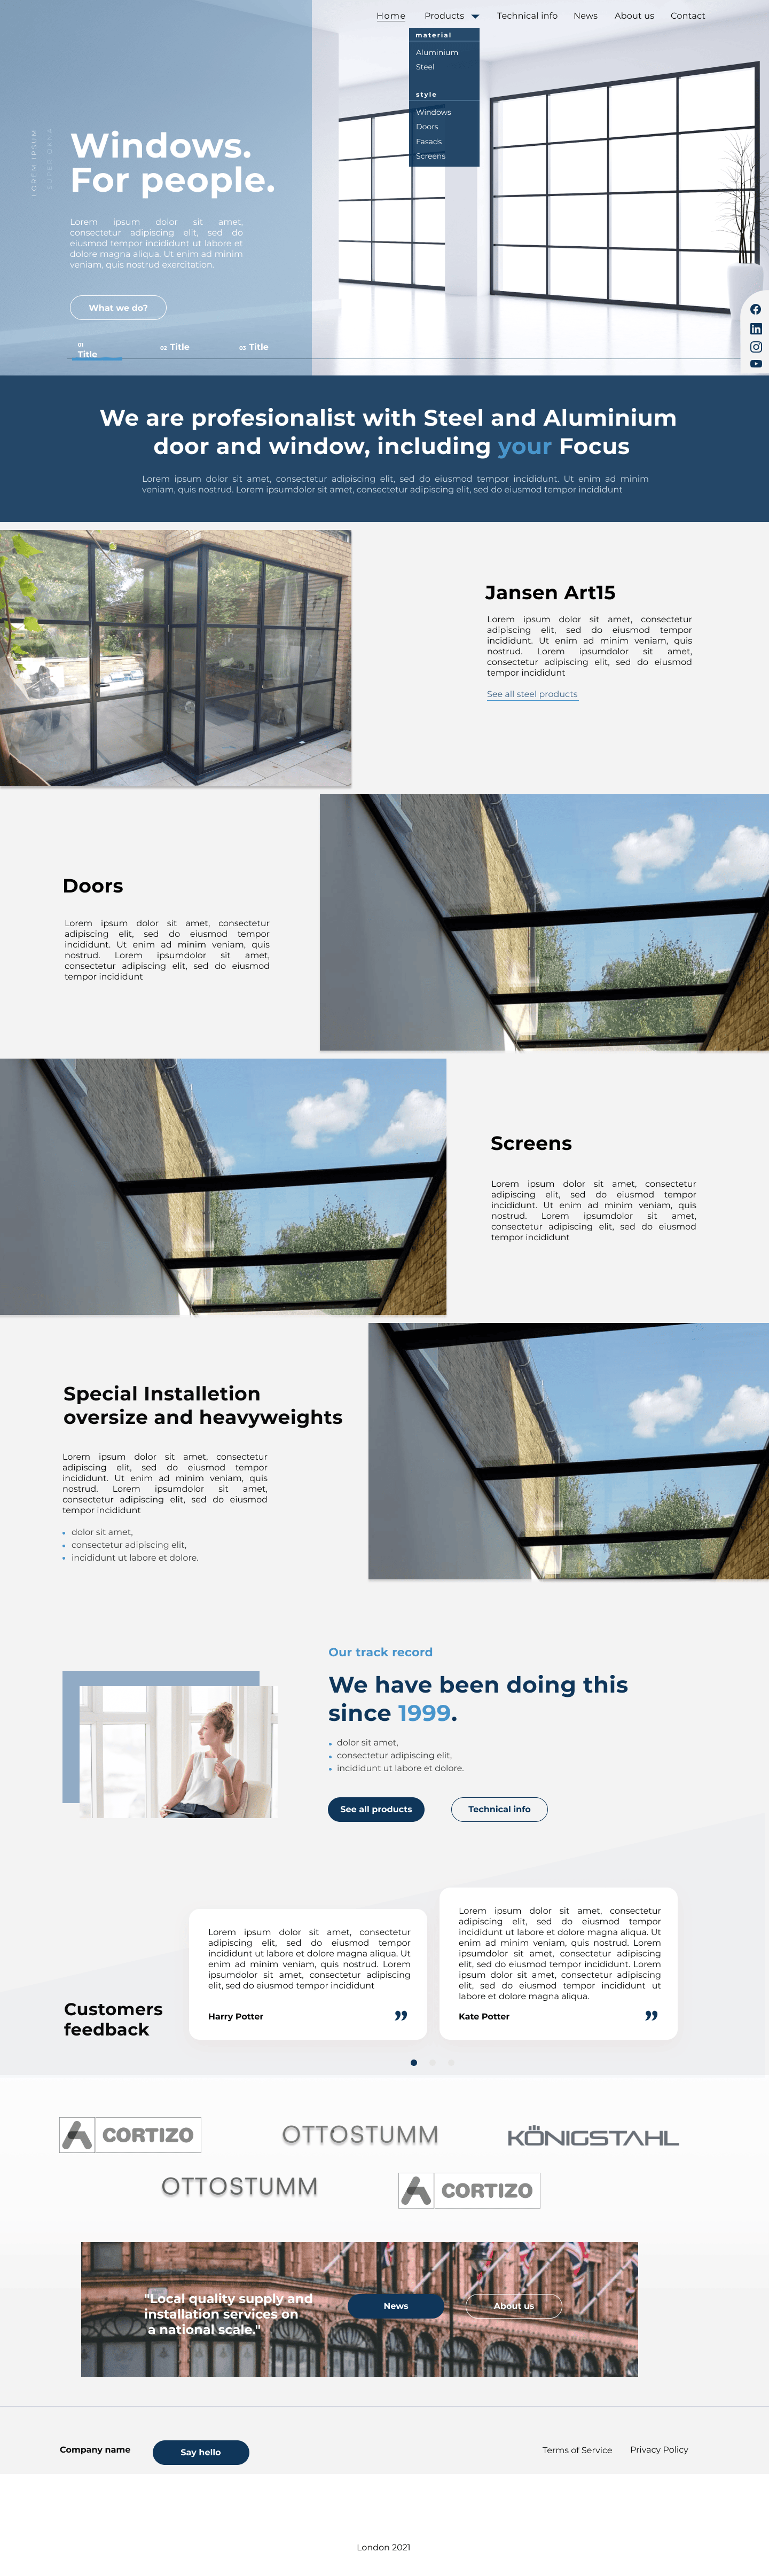 Home Products Technical info News About us Contact
material
Aluminium
Steel
style
Windows
Doors
Fasads
Screens
LOREM IPSUM
SUPER DANA
Windows.
For people.
Lorem ipsum dolor sit amet,
consectetur adipiscing elit, sed do
eiusmod tempor incididunt ut labore et
dolore magna aliqua. Ut enim ad minim
veniam, quis nostrud exercitation.
What we do?
01
Title
02 Title
03 Title
We are profesionalist with Steel and Aluminium
door and window, including your Focus
Lorem ipsum dolor sit amet, consectetur adipiscing elit, sed do eiusmod tempor incididunt. Ut enim ad minim
veniam, quis nostrud. Lorem ipsumdolor sit amet, consectetur adipiscing elit, sed do eiusmod tempor incididunt
Jansen Art15
Lorem ipsum dolor sit amet, consectetur
adipiscing elit, sed do eiusmod tempor
incididunt. Ut enim ad minim veniam, quis
nostrud. Lorem ipsumdolor sit amet,
consectetur adipiscing elit, sed do eiusmod
tempor incididunt
See all steel products
Doors
Lorem ipsum dolor sit amet, consectetur
adipiscing elit, sed do eiusmod tempor
incididunt. Ut enim ad minim veniam, quis
nostrud. Lorem ipsumdolor sit amet,
consectetur adipiscing elit, sed do eiusmod
tempor incididunt
Screens
Lorem ipsum dolor sit amet, consectetur
adipiscing elit, sed do eiusmod tempor
incididunt. Ut enim ad minim veniam, quis
nostrud. Lorem ipsumdolor sit amet,
consectetur adipiscing elit, sed do eiusmod
tempor incididunt
Special Installetion
oversize and heavyweights
Lorem ipsum dolor sit amet, consectetur
adipiscing elit, sed do eiusmod tempor
incididunt. Ut enim ad minim veniam, quis
nostrud. Lorem ipsumdolor sit amet,
consectetur adipiscing elit, sed do eiusmod
tempor incididunt
• dolor sit amet,
• consectetur adipiscing elit,
• incididunt ut labore et dolore.
Our track record
We have been doing this
since 1999.
• dolor sit amet,
• consectetur adipiscing elit,
• incididunt ut labore et dolore.
See all products
Technical info
Customers
feedback
Lorem ipsum dolor sit amet, consectetur
adipiscing elit, sed do eiusmod tempor
incididunt ut labore et dolore magna aliqua. Ut
enim ad minim veniam, quis nostrud. Lorem
ipsumdolor sit amet, consectetur adipiscing
elit, sed do eiusmod tempor incididunt
Harry Potter
Lorem ipsum dolor sit amet, consectetur
adipiscing elit, sed do eiusmod tempor
incididunt ut labore et dolore magna aliqua. Ut
enim ad minim veniam, quis nostrud. Lorem
ipsumdolor sit amet, consectetur adipiscing
elit, sed do eiusmod tempor incididunt. Lorem
ipsum dolor sit amet, consectetur adipiscing
elit, sed do eiusmod tempor incididunt ut
labore et dolore magna aliqua.
Kate Potter
CORTIZO
OTTOSTUMM
KÖNIGSTAHL
OTTOSTUMM
CORTIZO
"Local quality supply and
installation services on
a national scale."
News
About us
Company name
Say hello
Terms of Service
Privacy Policy
London 2021